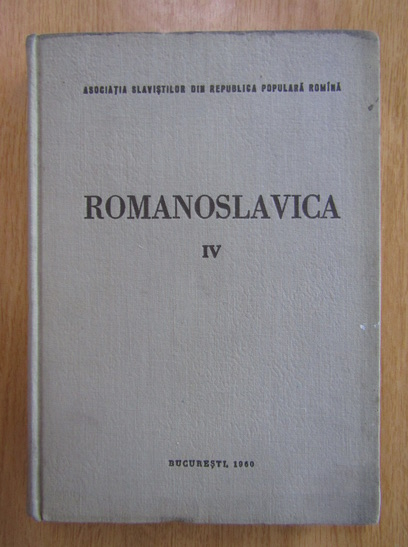 ASOCIAȚIA SLAVIȘTILOR DIN REPUBLICA POPULARĂ ROMÎNĂ
ROMANOSLAVICA
IV
BUCUREȘTI, 1960